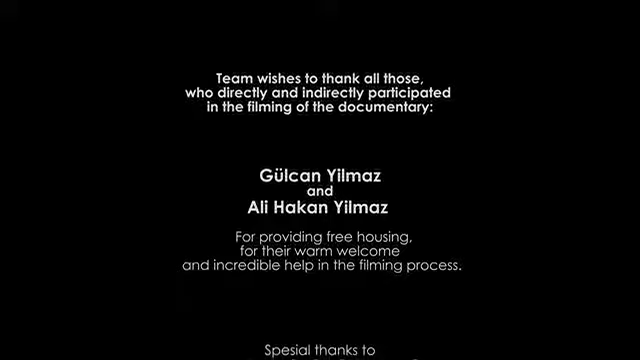 Team wishes to thank all those,
who directly and indirectly participated
in the filming of the documentary:
Gülcan Yilmaz
and
Ali Hakan Yilmaz
For providing free housing,
for their warm welcome
and incredible help in the filming process.
Spesial thanks to